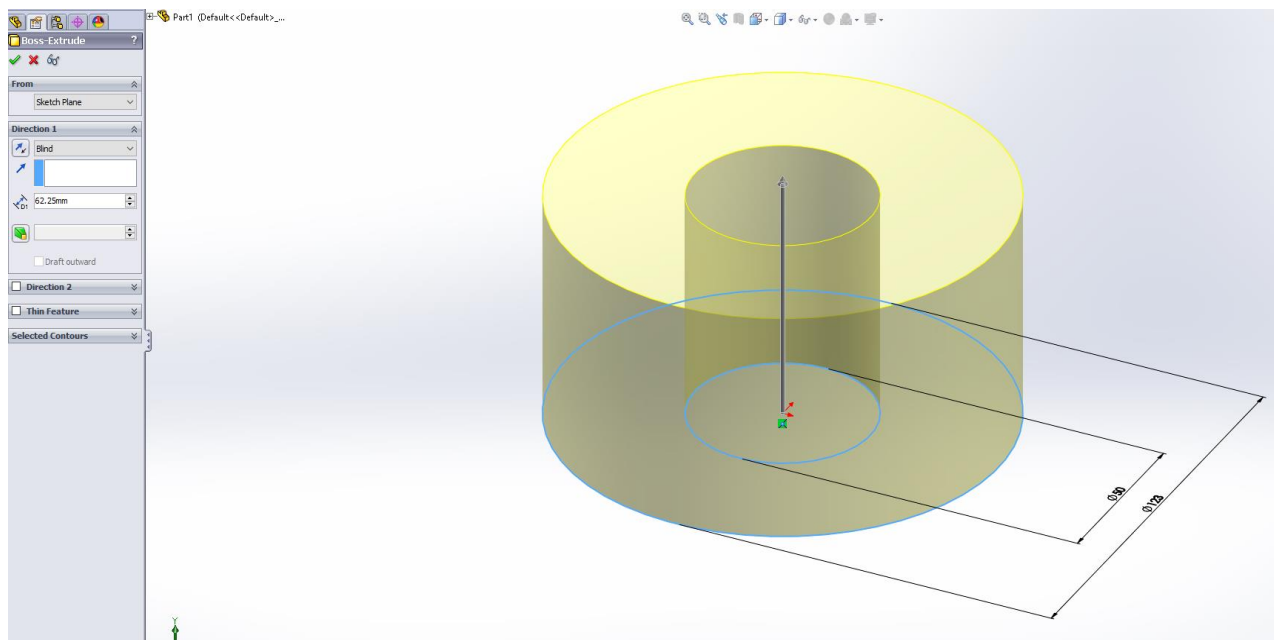 Part1 (Default<<Default>_...
Boss-Extrude ?
From
Sketch Plane
Direction 1
Blind
D1
62.25mm
Draft outward
Direction 2
Thin Feature
Selected Contours
Ø50
Ø123
Y